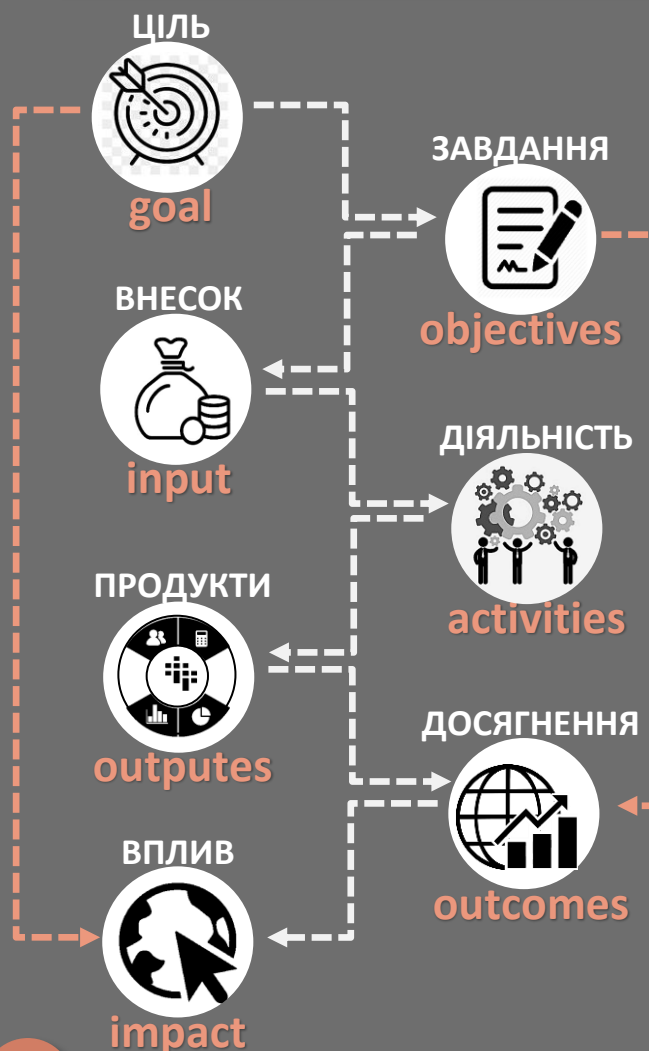 ЦІЛЬ
goal
ЗАВДАННЯ
objectives
ВНЕСОК
input
ДІЯЛЬНІСТЬ
activities
ПРОДУКТИ
outputes
ДОСЯГНЕННЯ
outcomes
ВПЛИВ
impact